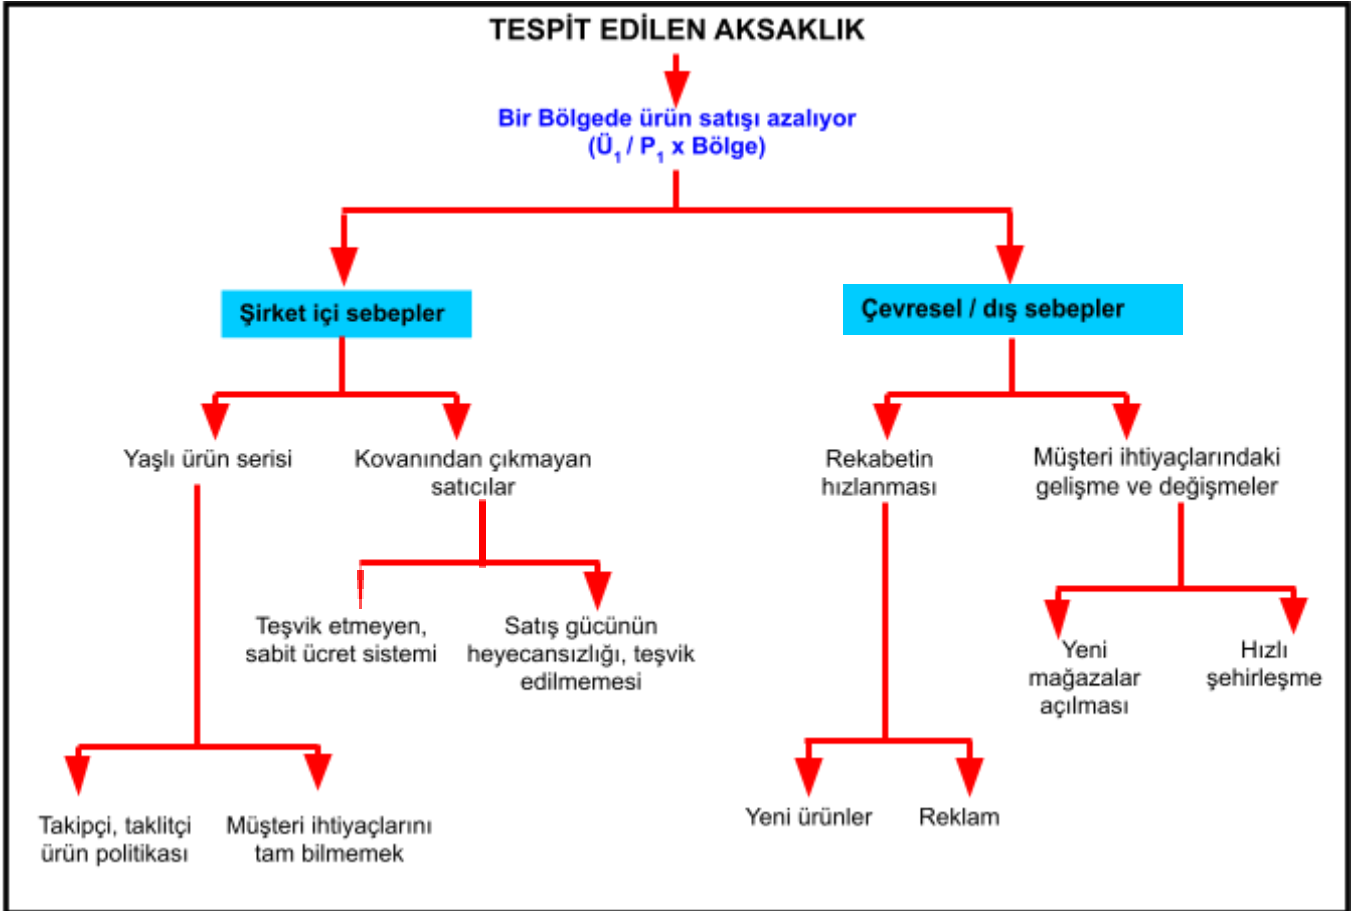 TESPİT EDİLEN AKSAKLIK
Bir Bölgede ürün satışı azalıyor
(Ü1 / P1 x Bölge)
Şirket içi sebepler
Çevresel / dış sebepler
Yaşlı ürün serisi
Kovanından çıkmayan
satıcılar
Rekabetin
hızlanması
Müşteri ihtiyaçlarındaki
gelişme ve değişmeler
Teşvik etmeyen,
sabit ücret sistemi
Satış gücünün
heyecansızlığı, teşvik
edilmemesi
Yeni
mağazalar
açılması
Hızlı
şehirleşme
Takipçi, taklitçi
ürün politikası
Müşteri ihtiyaçlarını
tam bilmemek
Yeni ürünler
Reklam